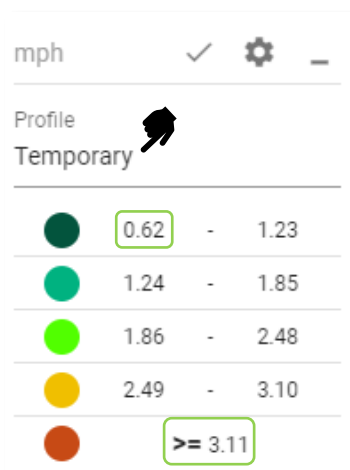 mph
Profile
Temporary
0.62 - 1.23
1.24 - 1.85
1.86 - 2.48
2.49 - 3.10
>= 3.11